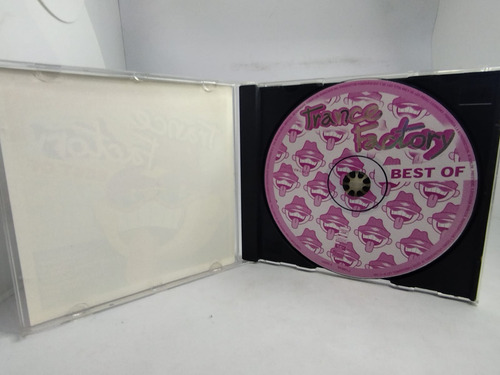 Trance
Factory
BEST OF